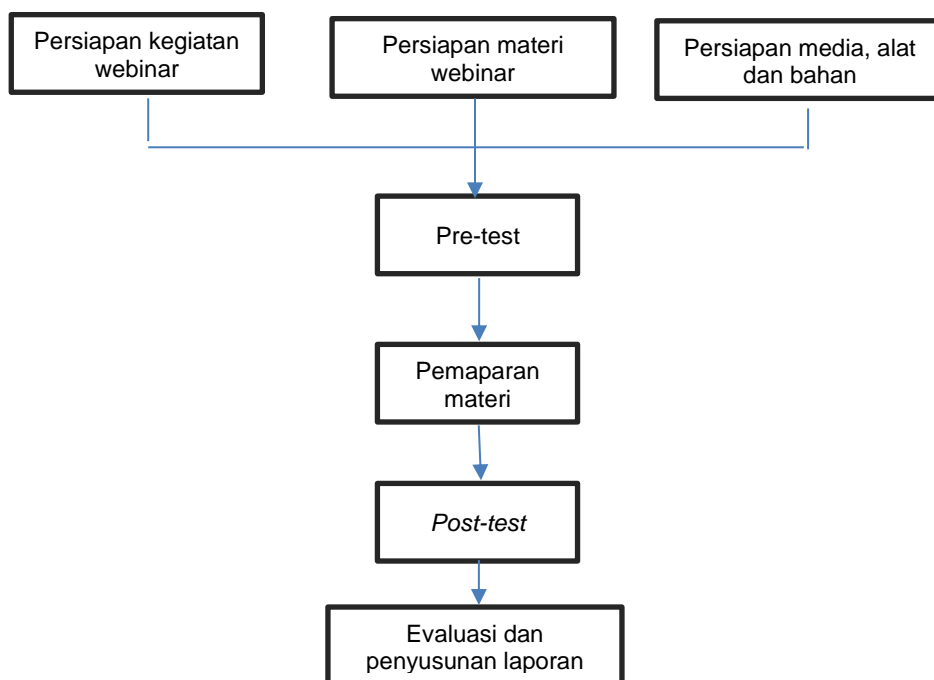 Persiapan kegiatan
webinar
Persiapan materi
webinar
Persiapan media, alat
dan bahan
Pre-test
Pemaparan
materi
Post-test
Evaluasi dan
penyusunan laporan